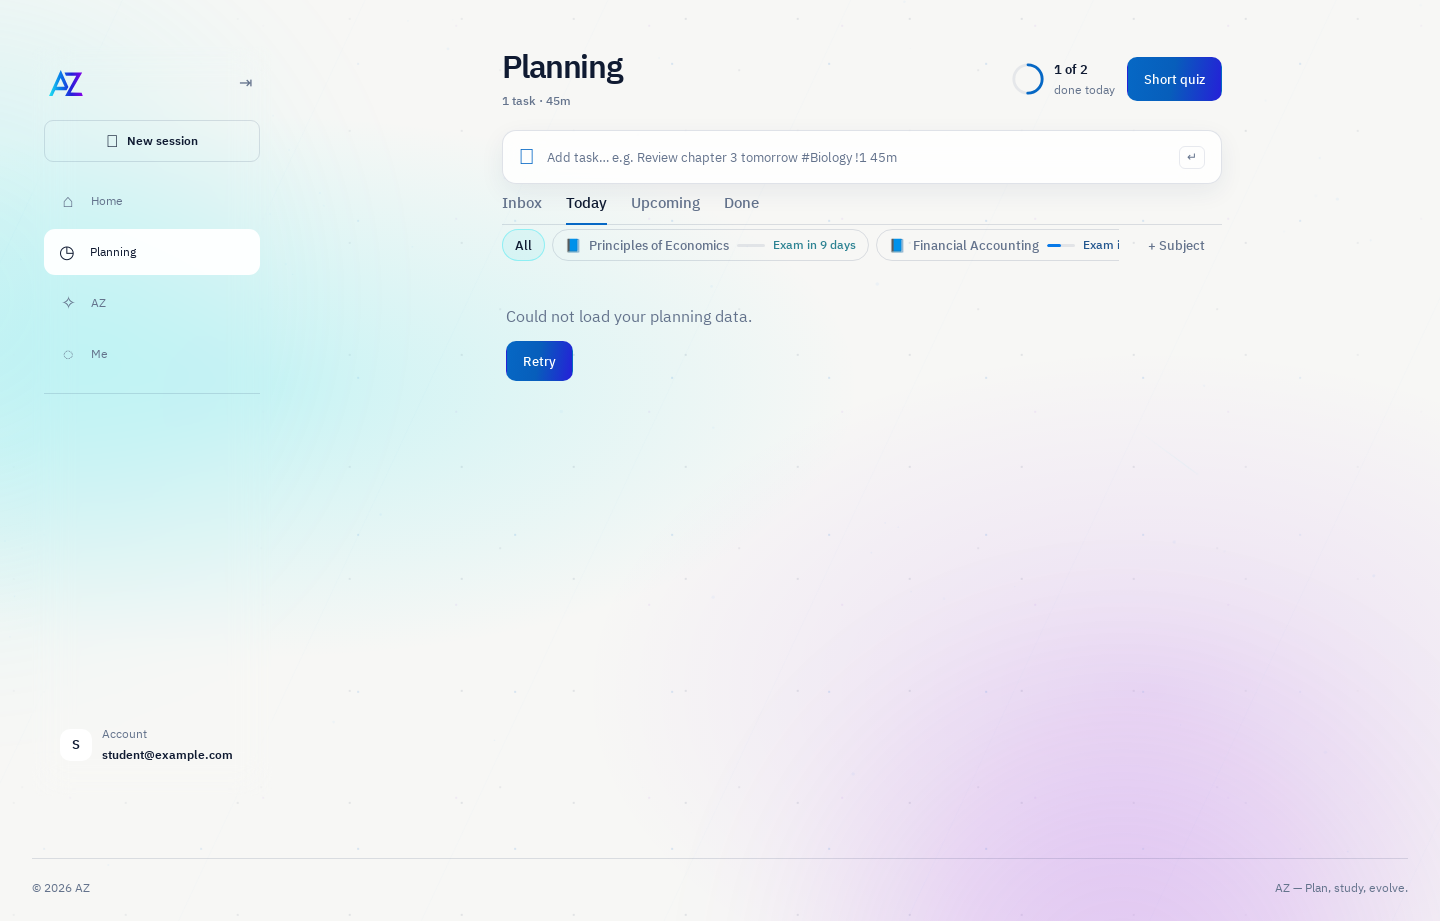 AZ
⇥
New session
Home
Planning
AZ
Me
Account
S
student@example.com
Planning
1 task · 45m
1 of 2
done today
Short quiz
Add task... e.g. Review chapter 3 tomorrow #Biology !1 45m
↵
Inbox
Today
Upcoming
Done
All
Principles of Economics
Exam in 9 days
Financial Accounting
Exam i
+ Subject
Could not load your planning data.
Retry
© 2026 AZ
AZ — Plan, study, evolve.